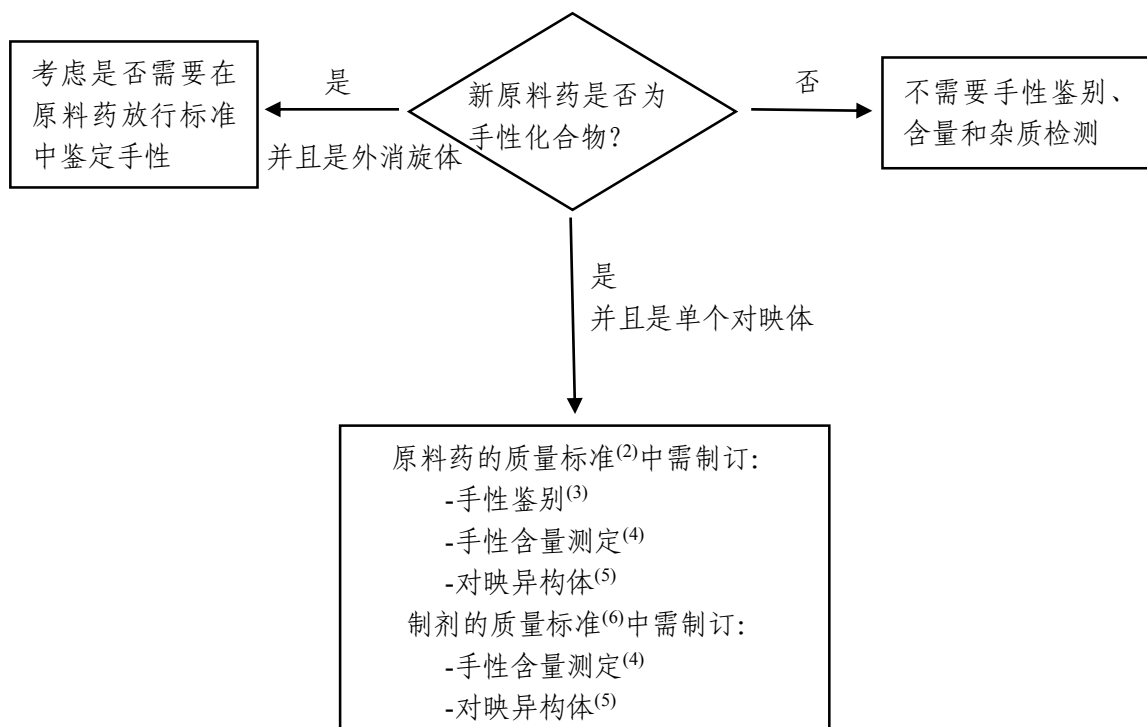 考虑是否需要在
原料药放行标准
中鉴定手性
是
并且是外消旋体
新原料药是否为
手性化合物？
否
不需要手性鉴别、
含量和杂质检测
是
并且是单个对映体
原料药的质量标准(2)中需制订：
-手性鉴别(3)
-手性含量测定(4)
-对映异构体(5)
制剂的质量标准(6)中需制订：
-手性含量测定(4)
-对映异构体(5)